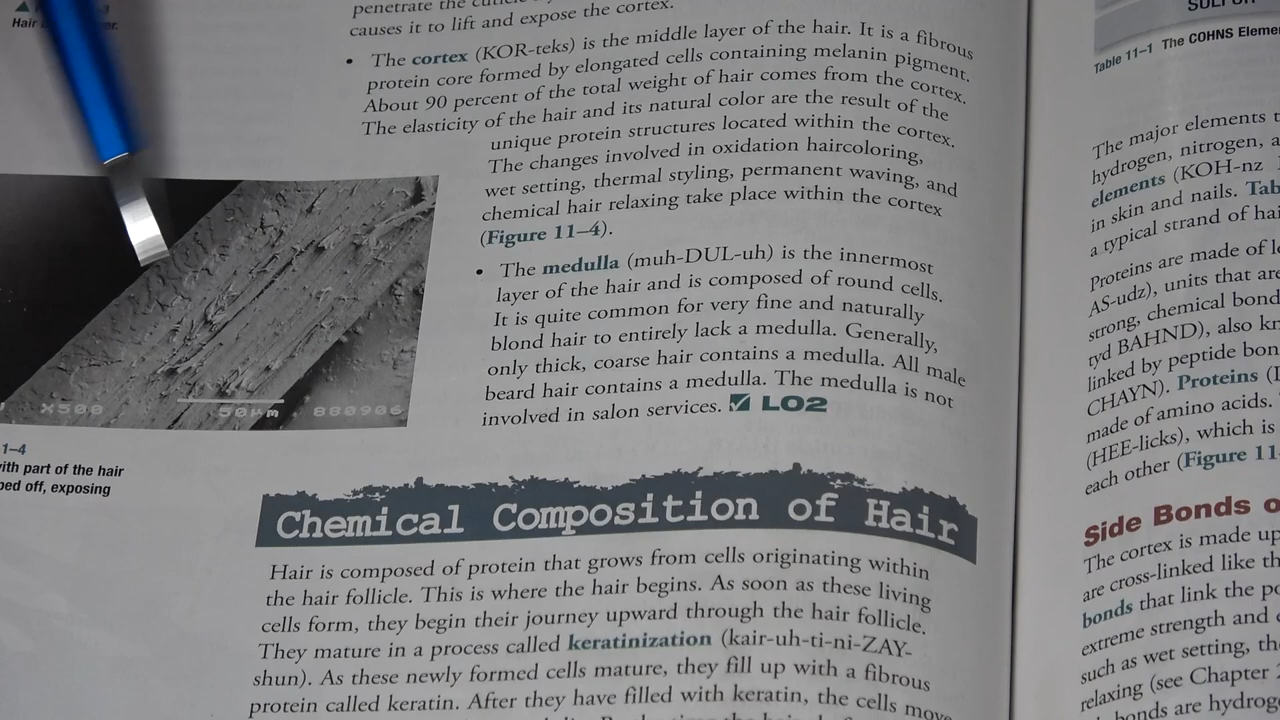 penetrate the cuticle
causes it to lift and expose the cortex.
• The cortex (KOR-teks) is the middle layer of the hair. It is a fibrous
protein core formed by elongated cells containing melanin pigment.
About 90 percent of the total weight of hair comes from the cortex.
The elasticity of the hair and its natural color are the result of the
unique protein structures located within the cortex.
The changes involved in oxidation haircoloring,
wet setting, thermal styling, permanent waving, and
chemical hair relaxing take place within the cortex
(Figure 11–4).
• The medulla (muh-DUL-uh) is the innermost
layer of the hair and is composed of round cells.
It is quite common for very fine and naturally
blond hair to entirely lack a medulla. Generally,
only thick, coarse hair contains a medulla. All male
beard hair contains a medulla. The medulla is not
involved in salon services. LO2
Hair
X500 50µm 880906
1–4
with part of the hair
ped off, exposing
Chemical Composition of Hair
Hair is composed of protein that grows from cells originating within
the hair follicle. This is where the hair begins. As soon as these living
cells form, they begin their journey upward through the hair follicle.
They mature in a process called keratinization (kair-uh-ti-ni-ZAY-
shun). As these newly formed cells mature, they fill up with a fibrous
protein called keratin. After they have filled with keratin, the cells move
Table 11–1 The COHNS Eleme
The major elements t
hydrogen, nitrogen, a
elements (KOH-nz
in skin and nails. Tab
a typical strand of hai
Proteins are made of lo
AS-udz), units that are
strong, chemical bond
tyd BAHND), also kn
linked by peptide bon
CHAYN). Proteins (
made of amino acids.
(HEE-licks), which is
each other (Figure 11
Side Bonds o
The cortex is made up
are cross-linked like th
bonds that link the po
extreme strength and
such as wet setting, the
relaxing (see Chapter
bonds are hydrog